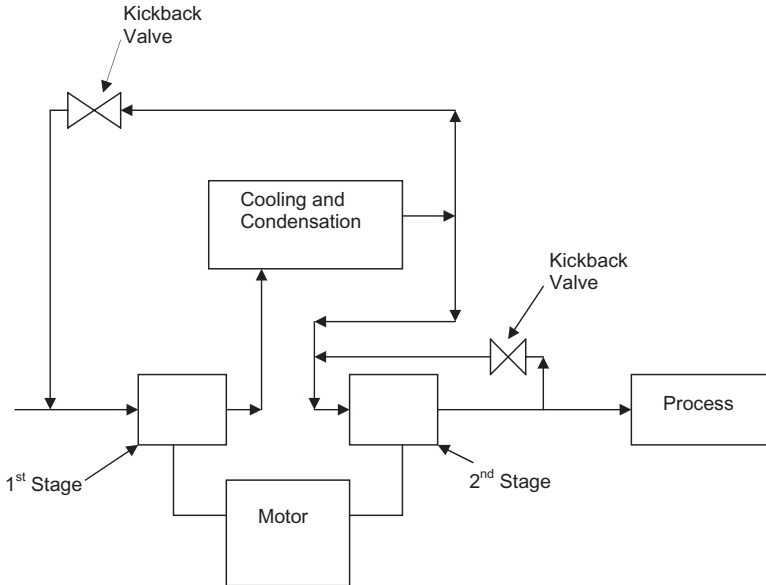 Kickback
Valve
Cooling and
Condensation
Kickback
Valve
Process
1st Stage
2nd Stage
Motor